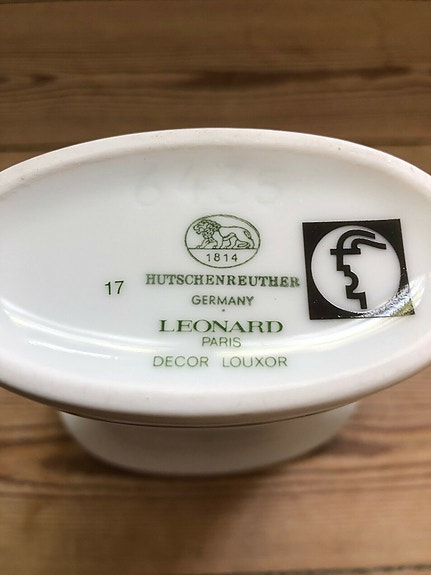 1814
17
HUTSCHENREUTHER
GERMANY
LEONARD
PARIS
DECOR LOUXOR